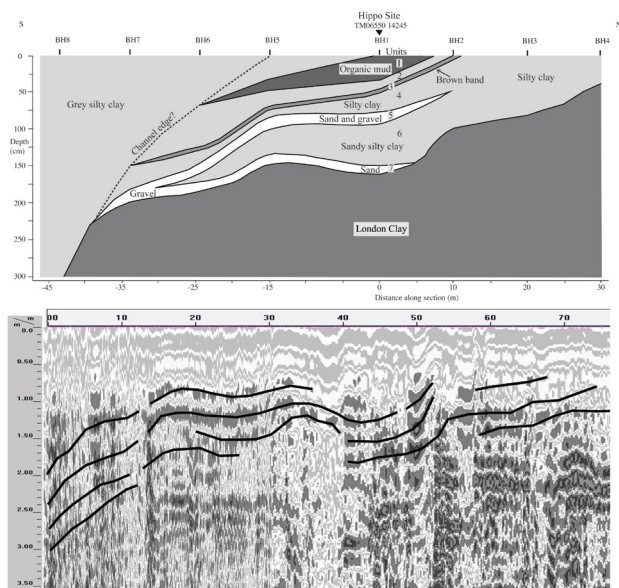 S
Hippo Site
TM06550 14245
N
BH8
BH7
BH6
BH5
BH1
BH2
BH3
BH4
Units
0
50
100
150
200
250
300
Depth
(cm)
1
Organic mud
2
3
Brown band
4
Silty clay
Silty clay
Grey silty clay
Channel edge?
Sand and gravel
5
6
Sandy silty clay
Sand
7
Gravel
London Clay
-45
-35
-25
-15
0
10
20
30
Distance along section (m)
m
m
00
10
20
30
40
50
60
70
0.0
0.50
1.00
1.50
2.00
2.50
3.00
3.50